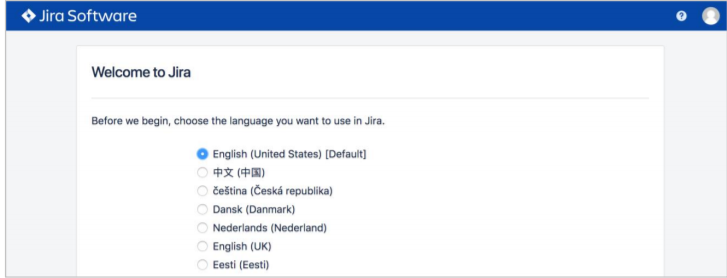 Jira Software
?
Welcome to Jira
Before we begin, choose the language you want to use in Jira.
English (United States) [Default]
中文 (中国)
čeština (Česká republika)
Dansk (Danmark)
Nederlands (Nederland)
English (UK)
Eesti (Eesti)